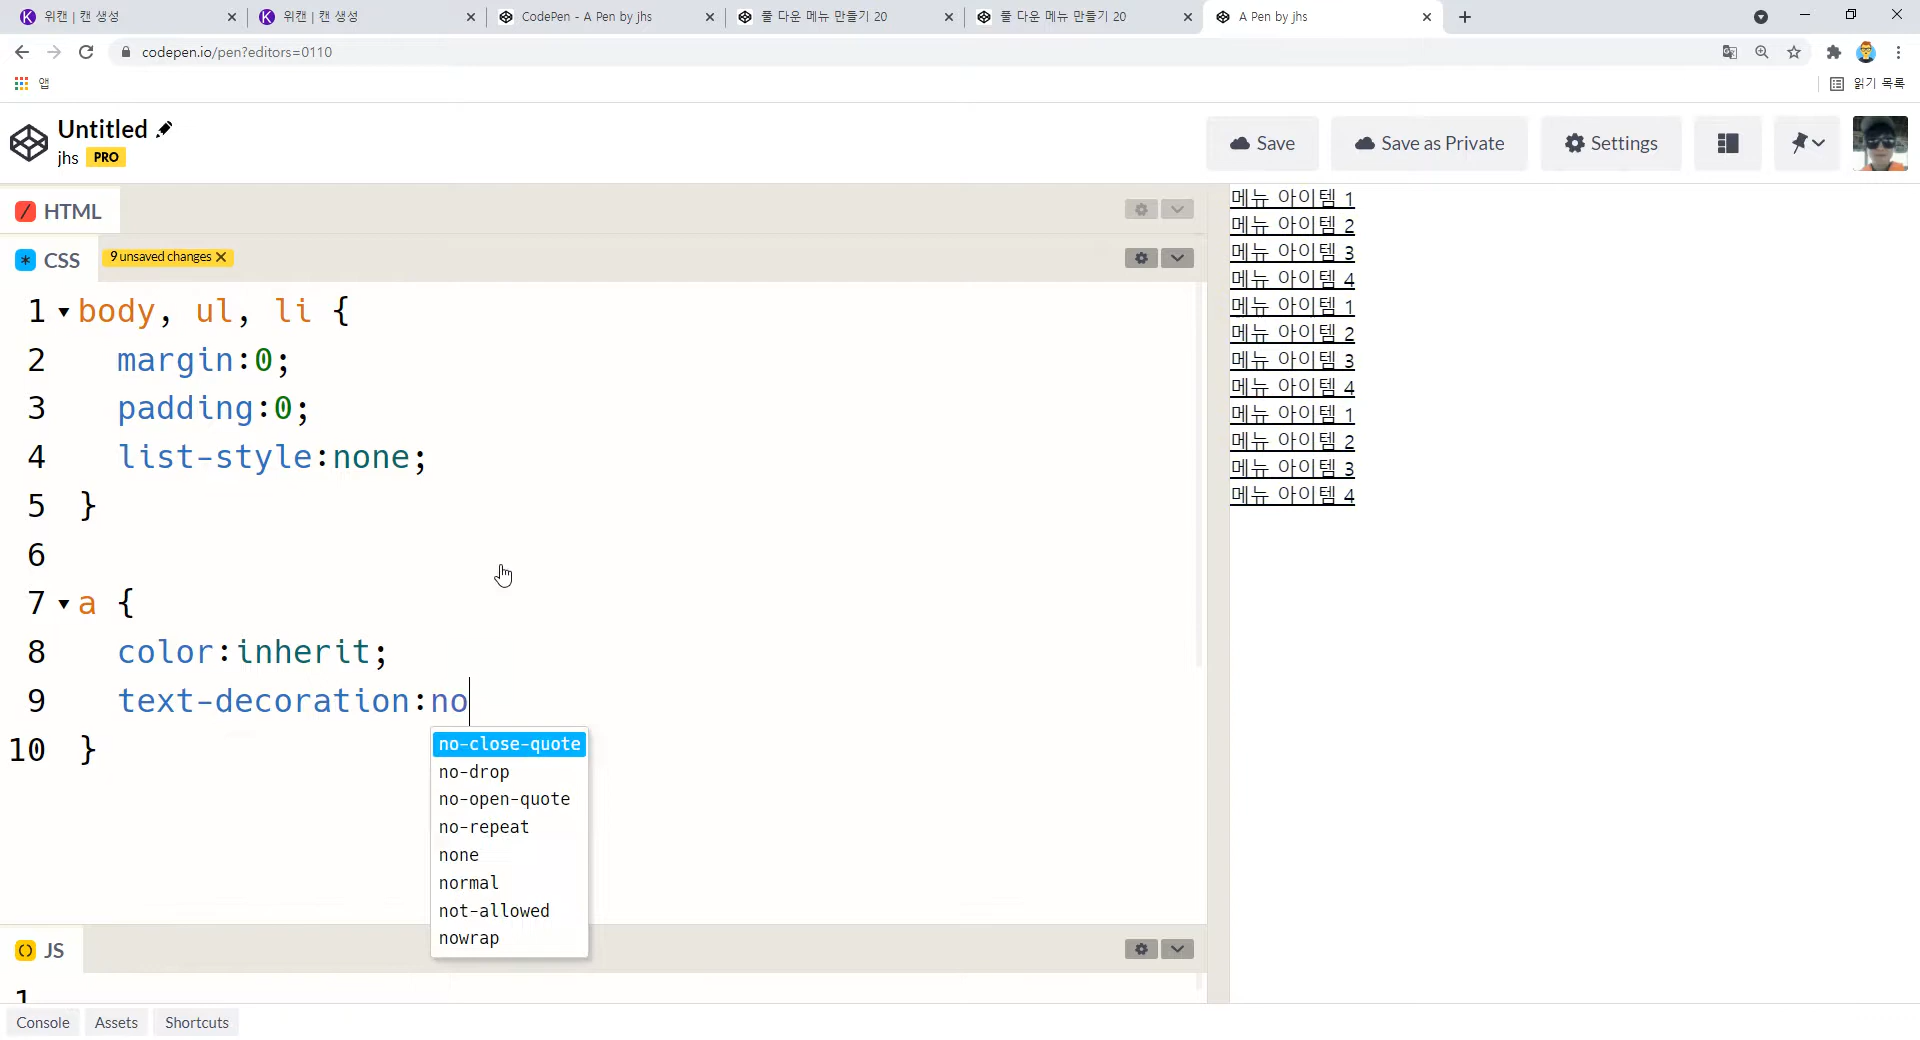 위캔 | 캔 생성
위캔 | 캔 생성
CodePen - A Pen by jhs
풀 다운 메뉴 만들기 20
풀 다운 메뉴 만들기 20
A Pen by jhs
codepen.io/pen?editors=0110
앱
읽기 목록
Untitled
jhs PRO
Save
Save as Private
Settings
HTML
CSS
9 unsaved changes
1 body, ul, li {
2 margin:0;
3 padding:0;
4 list-style:none;
5 }
6
7 a {
8 color:inherit;
9 text-decoration:no
10 }
no-close-quote
no-drop
no-open-quote
no-repeat
none
normal
not-allowed
nowrap
JS
1
메뉴 아이템 1
메뉴 아이템 2
메뉴 아이템 3
메뉴 아이템 4
메뉴 아이템 1
메뉴 아이템 2
메뉴 아이템 3
메뉴 아이템 4
메뉴 아이템 1
메뉴 아이템 2
메뉴 아이템 3
메뉴 아이템 4
Console
Assets
Shortcuts